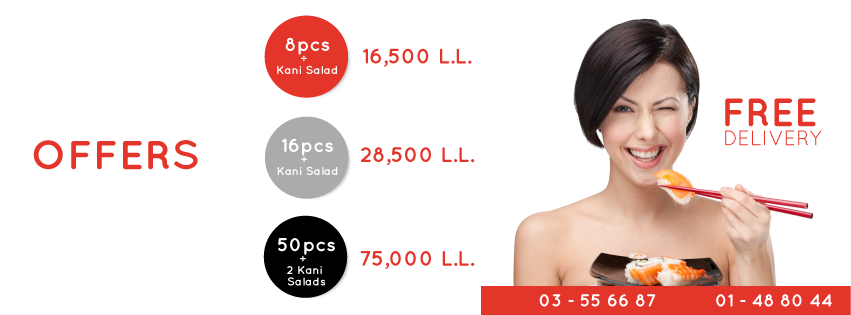 OFFERS
8pcs
+
Kani Salad
16,500 L.L.
16pcs
+
Kani Salad
28,500 L.L.
50pcs
+
2 Kani
Salads
75,000 L.L.
FREE
DELIVERY
03 - 55 66 87
01 - 48 80 44